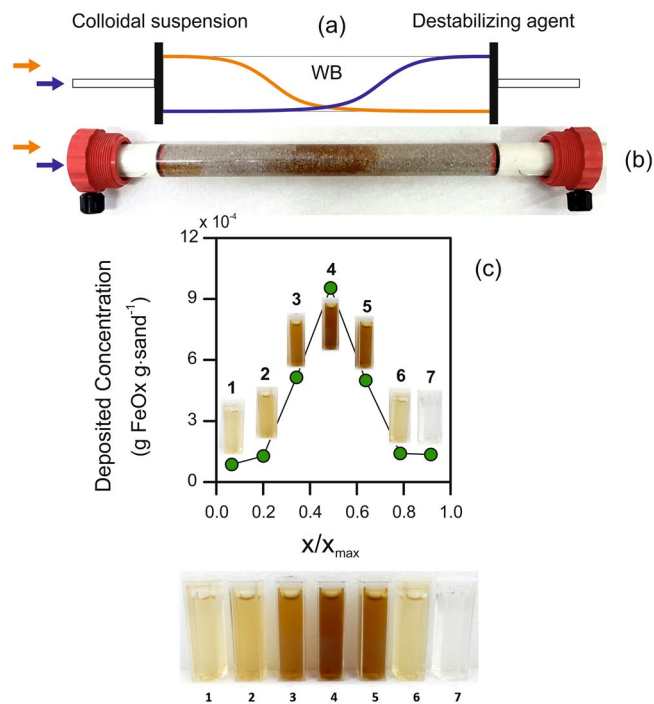 Colloidal suspension
Destabilizing agent
(a)
WB
(b)
x 10⁻⁴
12
9
6
3
0
Deposited Concentration
(g FeOx g·sand⁻¹)
(c)
1
2
3
4
5
6
7
0.0 0.2 0.4 0.6 0.8 1.0
x/xmax
1 2 3 4 5 6 7